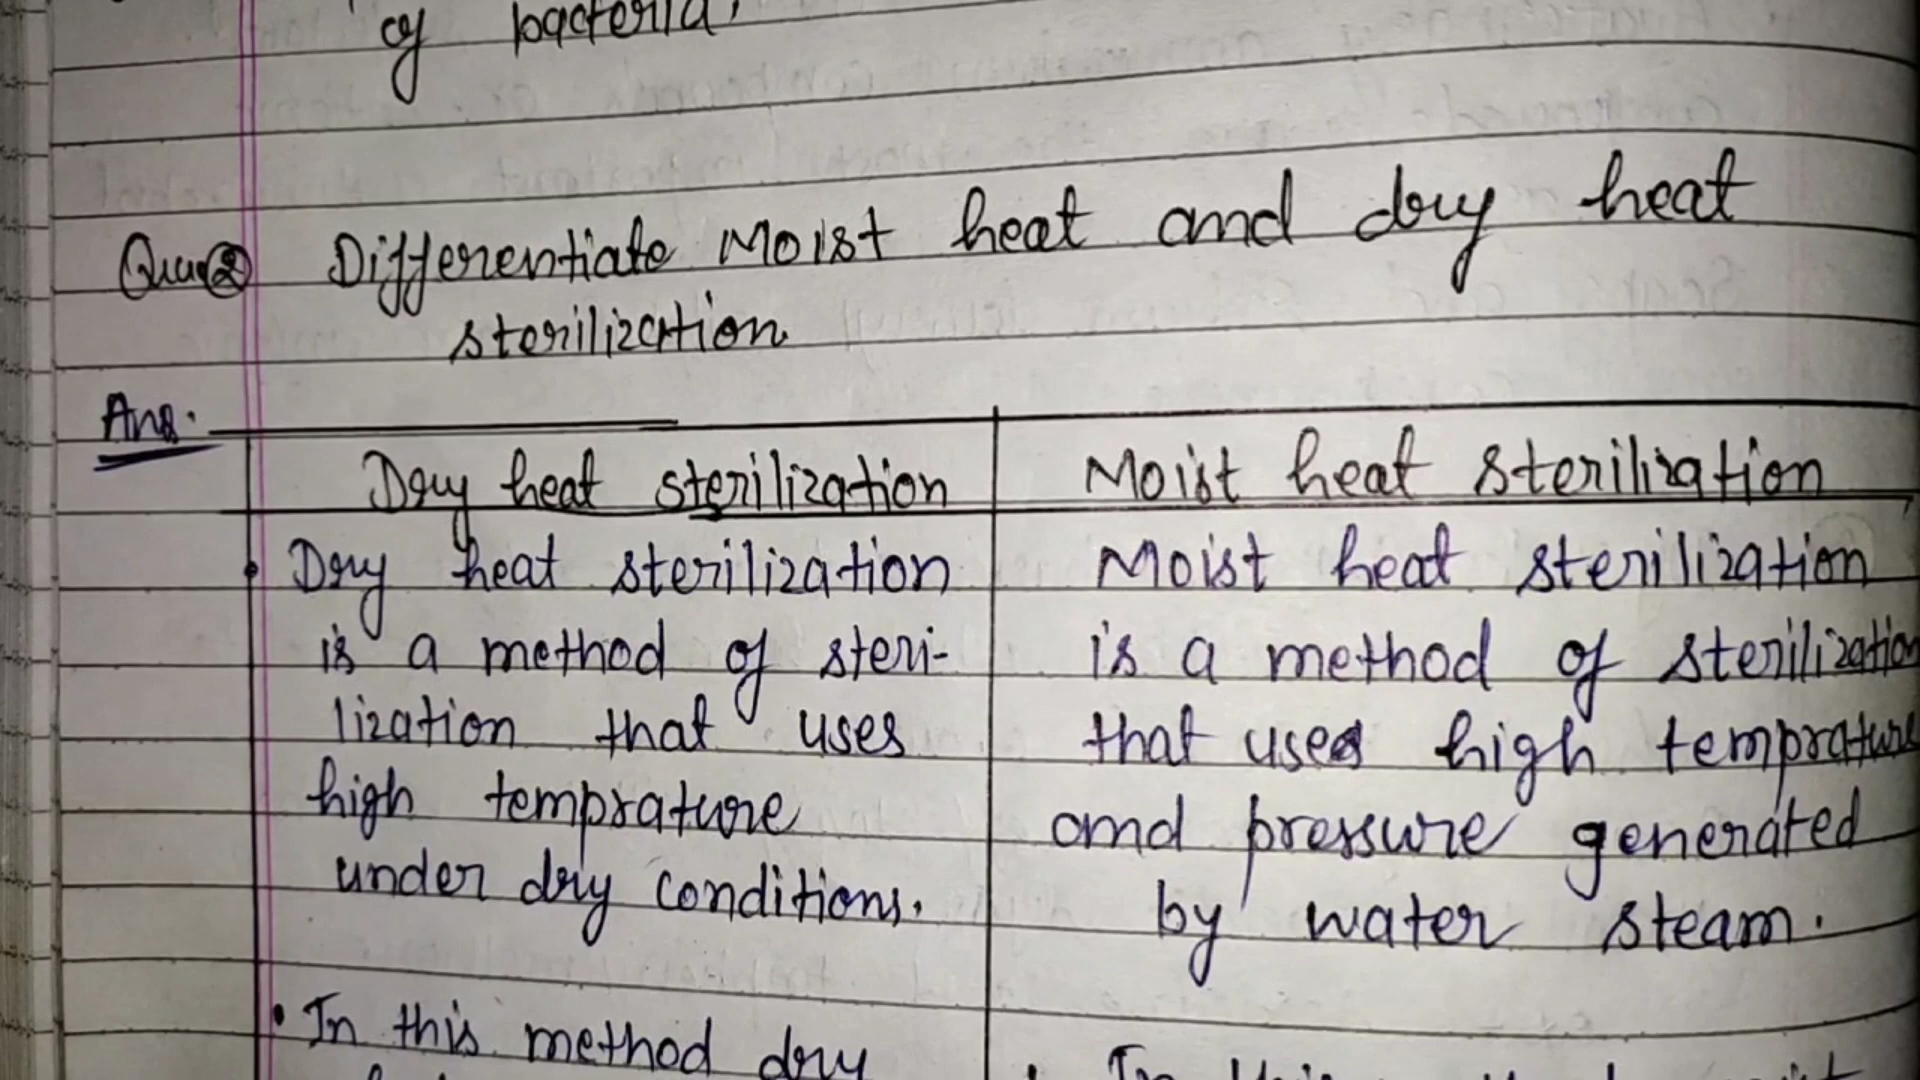 of bacteria.
Que② Differentiate Moist heat and dry heat
sterilization
Ans.
Dry heat sterilization
Dry heat sterilization
is a method of steri-
lization that uses
high temprature
under dry conditions.
• In this method dry
Moist heat sterilization
Moist heat sterilization
is a method of sterilization
that uses high temprature
and pressure generated
by water steam.